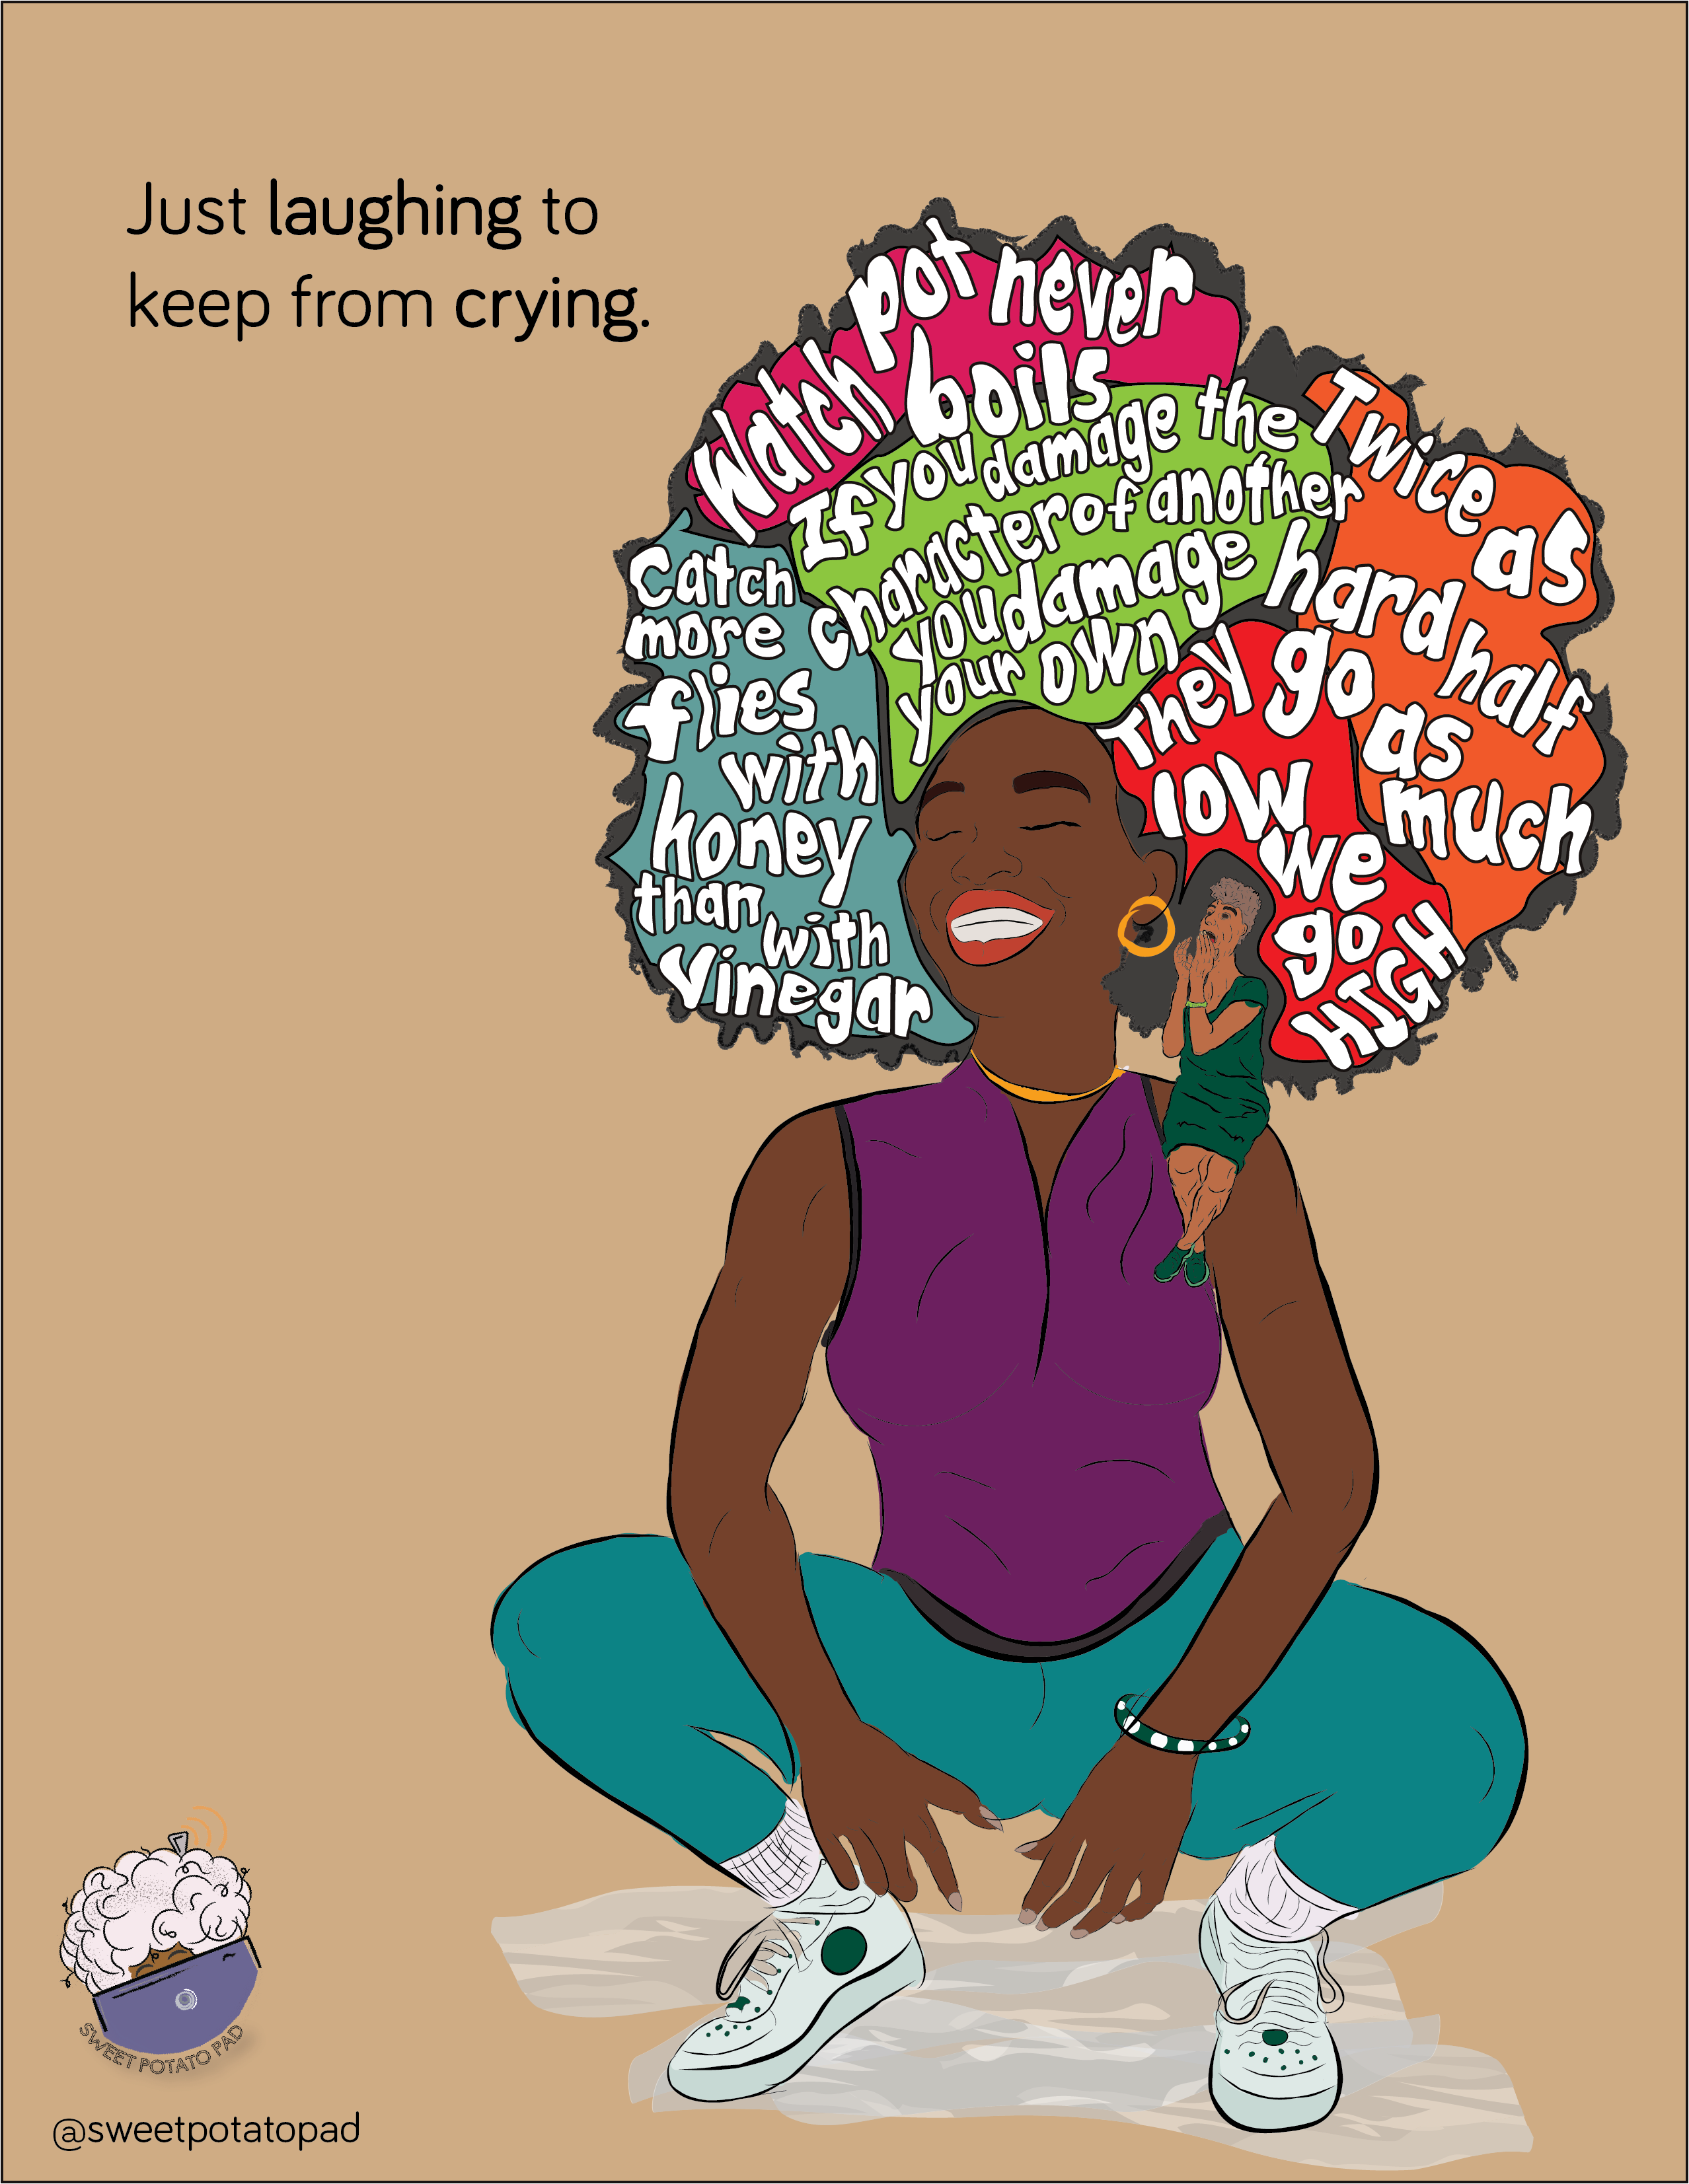 Just laughing to
keep from crying.
Watch pot never
boils
If you damage the
character of another
you damage
your own
Twice as
hard half
as
much
Catch
more
flies
with
honey
than
with
vinegar
They go
low
we
go
HIGH
SWEET POTATO PAD
@sweetpotatopad